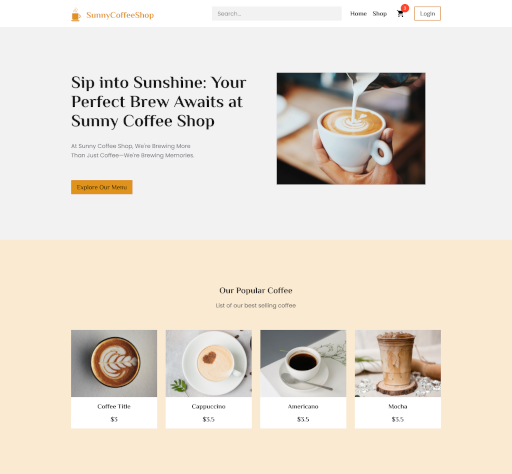 SunnyCoffeeShop
Search...
Home Shop
Login
Sip into Sunshine: Your
Perfect Brew Awaits at
Sunny Coffee Shop
At Sunny Coffee Shop, We're Brewing More
Than Just Coffee—We're Brewing Memories
Explore Our Menu
Our Popular Coffee
List of our best selling coffee
Coffee Title
$3
Cappuccino
$3.5
Americano
$3.5
Mocha
$3.5